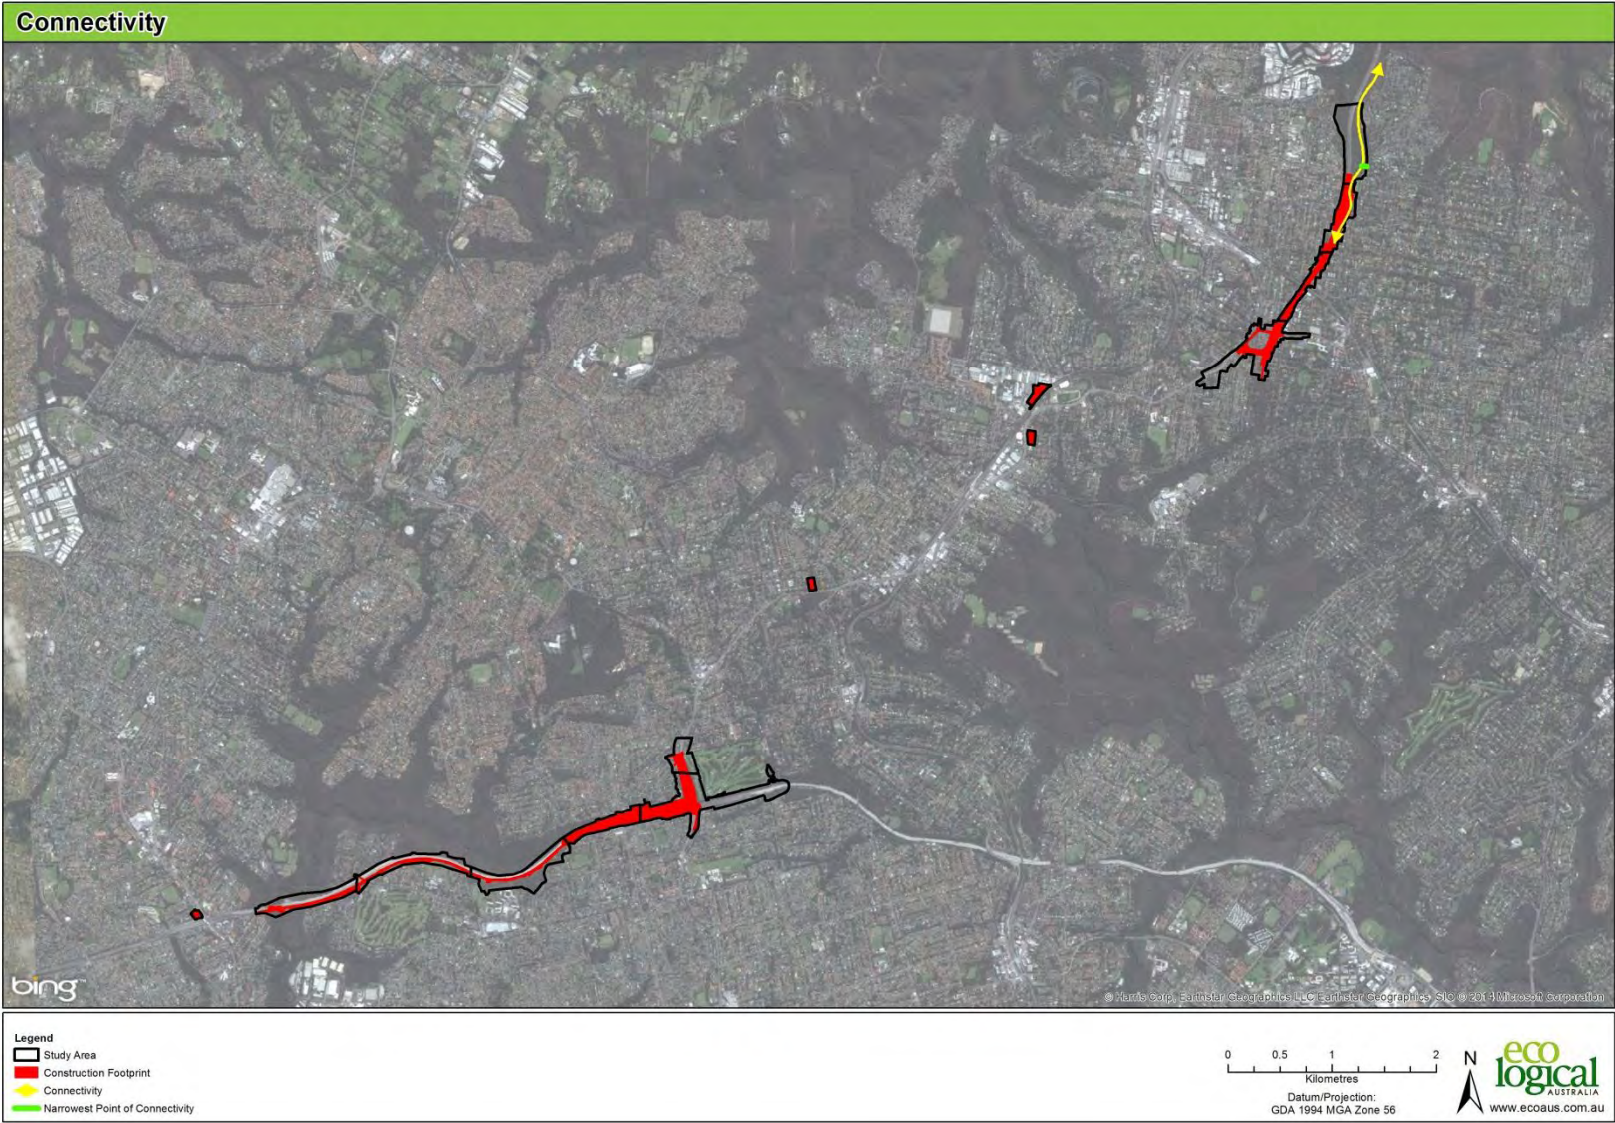 Connectivity
bing
© Harris Corp, Earthstar Geographics LLC Earthstar Geographics SIO © 2014 Microsoft Corporation
Legend
Study Area
Construction Footprint
Connectivity
Narrowest Point of Connectivity
0 0.5 1 2
Kilometres
Datum/Projection:
GDA 1994 MGA Zone 56
N
eco
logical
AUSTRALIA
www.ecoaus.com.au